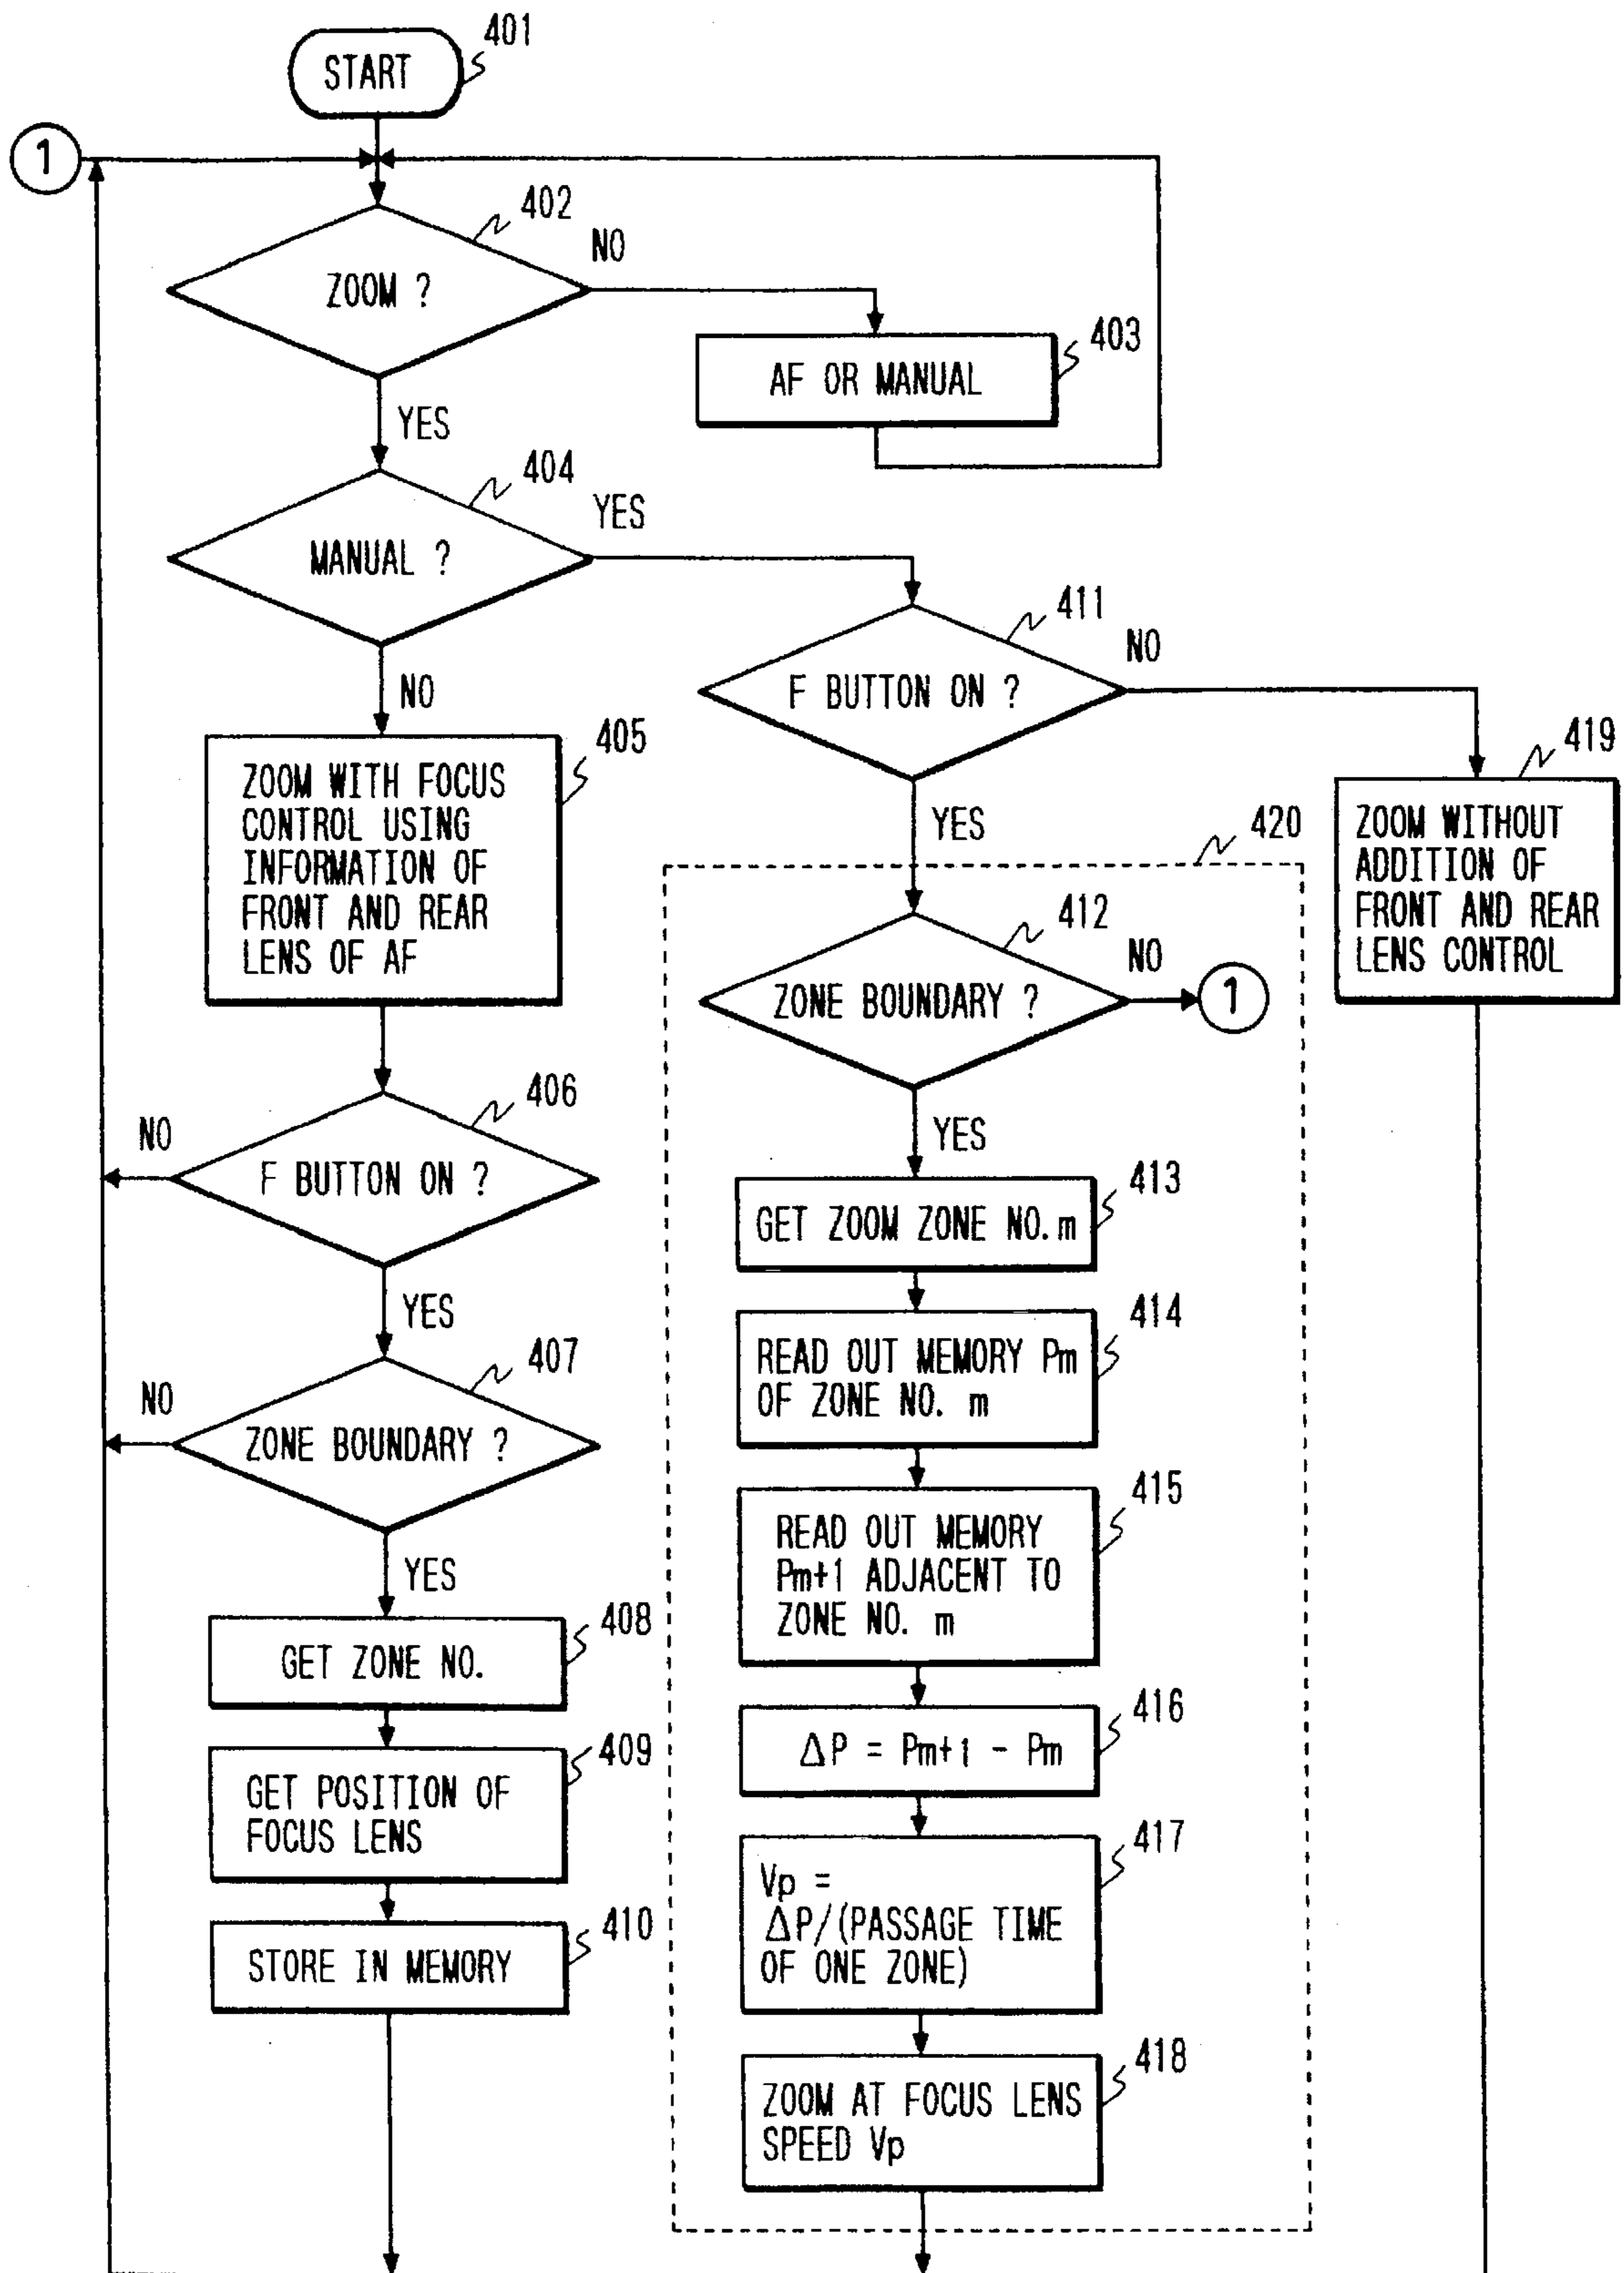 401
START
1
402
NO
ZOOM ?
403
AF OR MANUAL
YES
404
YES
MANUAL ?
411
NO
NO
F BUTTON ON ?
405
419
ZOOM WITH FOCUS
CONTROL USING
INFORMATION OF
FRONT AND REAR
LENS OF AF
YES
420
ZOOM WITHOUT
ADDITION OF
FRONT AND REAR
LENS CONTROL
412
NO
ZONE BOUNDARY ?
1
406
NO
F BUTTON ON ?
YES
413
GET ZOOM ZONE NO. m
YES
414
READ OUT MEMORY Pm
OF ZONE NO. m
407
NO
ZONE BOUNDARY ?
415
READ OUT MEMORY
Pm+1 ADJACENT TO
ZONE NO. m
YES
408
GET ZONE NO.
416
ΔP = Pm+1 - Pm
409
GET POSITION OF
FOCUS LENS
417
Vp =
ΔP/(PASSAGE TIME
OF ONE ZONE)
410
STORE IN MEMORY
418
ZOOM AT FOCUS LENS
SPEED Vp